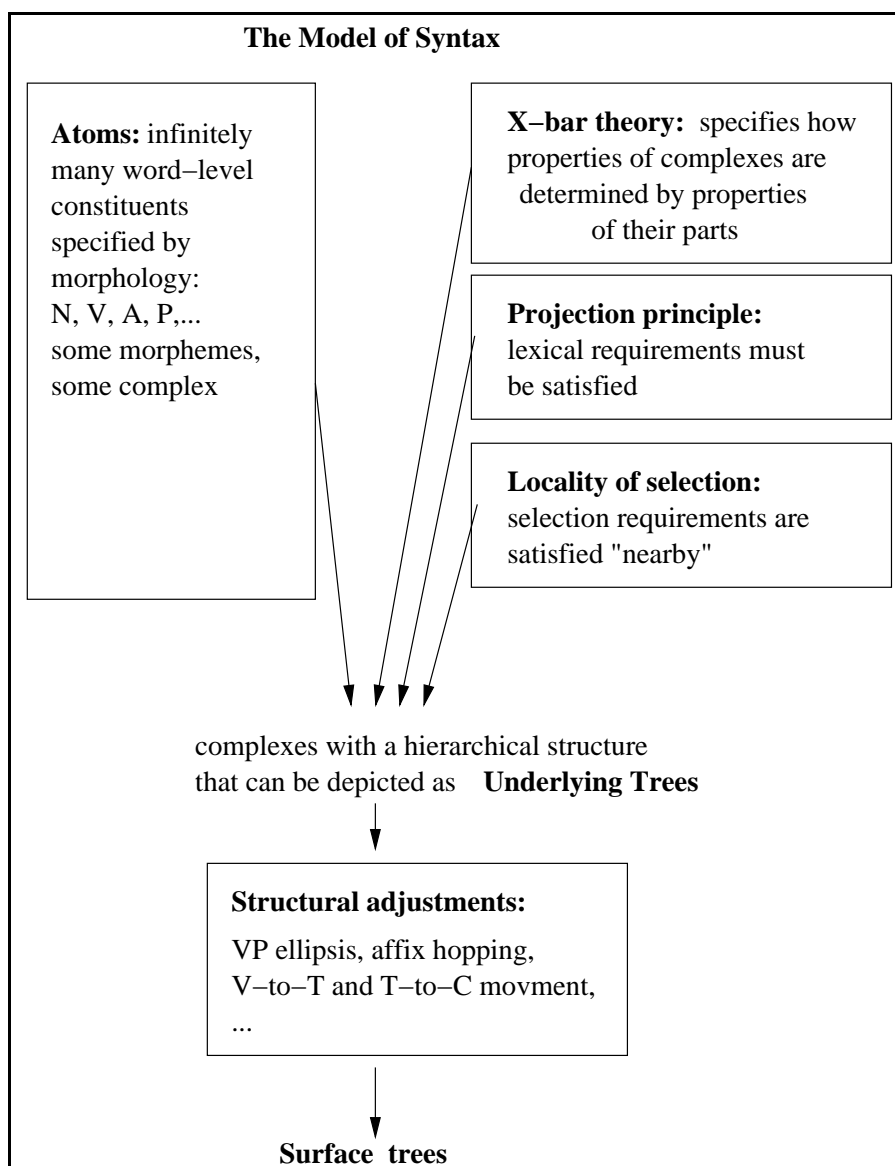 The Model of Syntax
Atoms: infinitely
many word−level
constituents
specified by
morphology:
N, V, A, P,...
some morphemes,
some complex
X−bar theory: specifies how
properties of complexes are
determined by properties
of their parts
Projection principle:
lexical requirements must
be satisfied
Locality of selection:
selection requirements are
satisfied "nearby"
complexes with a hierarchical structure
that can be depicted as Underlying Trees
Structural adjustments:
VP ellipsis, affix hopping,
V−to−T and T−to−C movment,
...
Surface trees